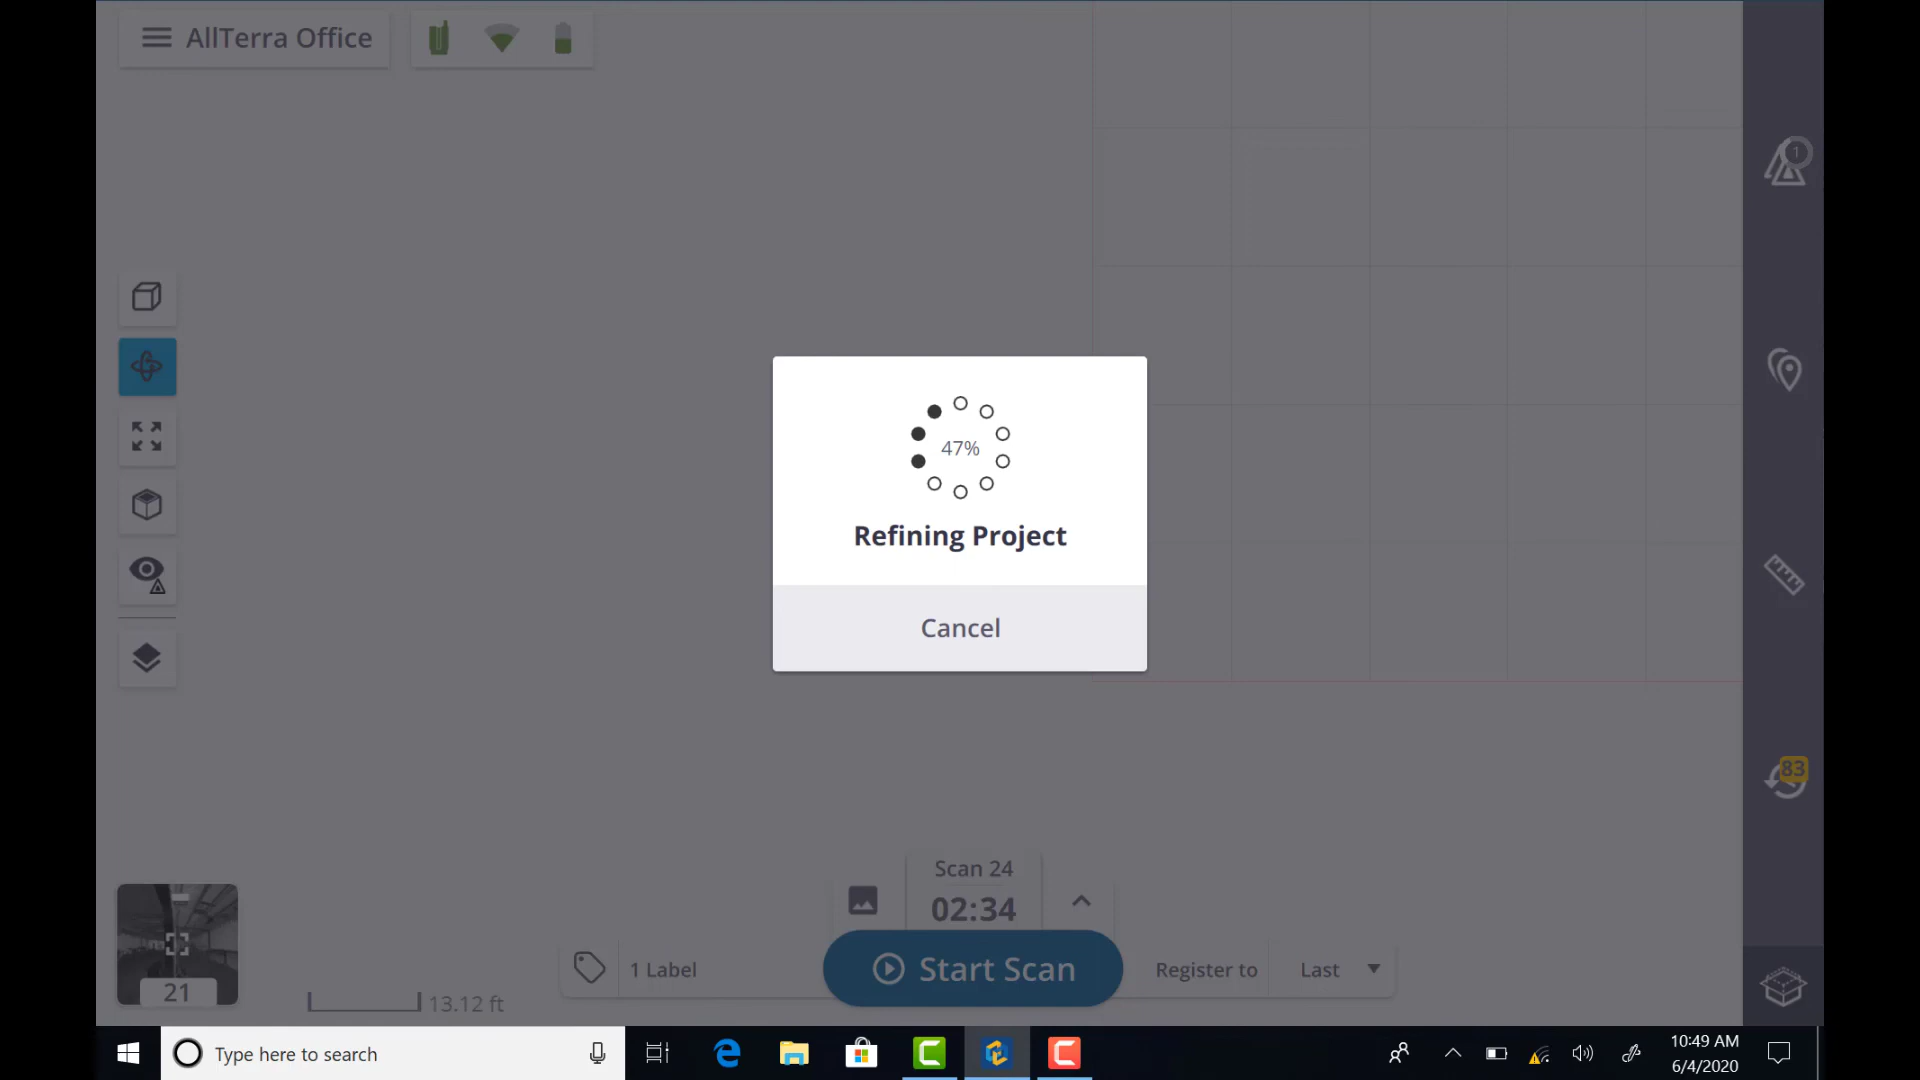 AllTerra Office
1
47%
Refining Project
Cancel
83
Scan 24
02:34
1 Label
Start Scan
Register to
Last
21
13.12 ft
Type here to search
10:49 AM
6/4/2020